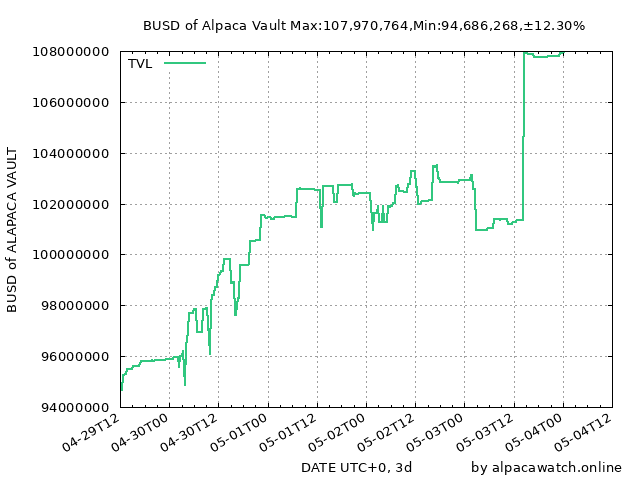 BUSD of Alpaca Vault Max:107,970,764,Min:94,686,268,±12.30%
TVL
108000000
106000000
104000000
102000000
100000000
98000000
96000000
94000000
BUSD of ALAPACA VAULT
04-29T12
04-30T00
04-30T12
05-01T00
05-01T12
05-02T00
05-02T12
05-03T00
05-03T12
05-04T00
05-04T12
DATE UTC+0, 3d
by alpacawatch.online